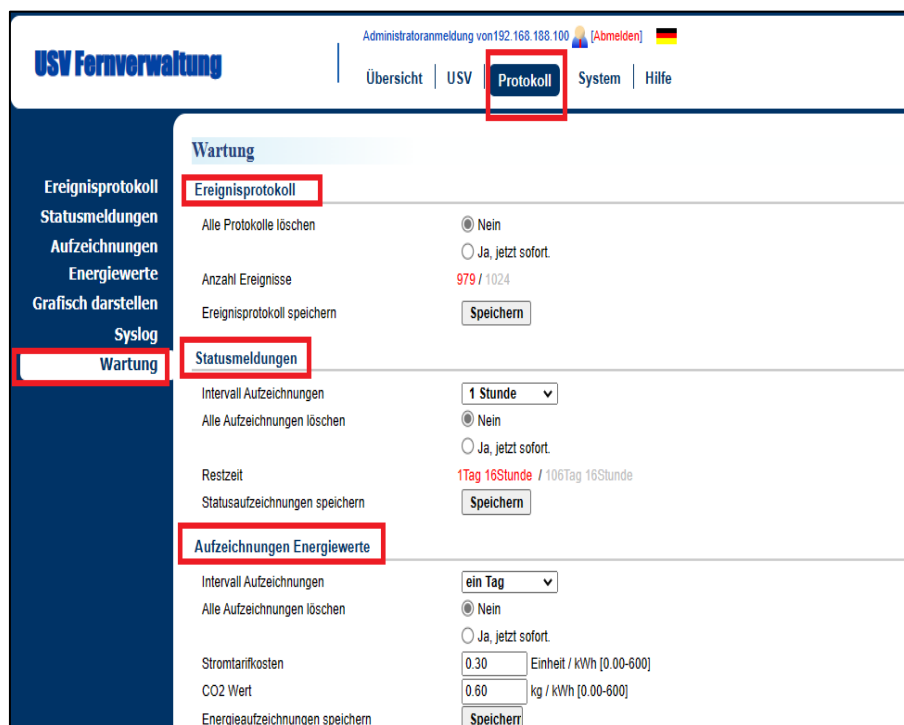 Administratoranmeldung von192.168.188.100 [Abmelden]
USV Fernverwaltung
Übersicht USV Protokoll System Hilfe
Ereignisprotokoll
Statusmeldungen
Aufzeichnungen
Energiewerte
Grafisch darstellen
Syslog
Wartung
Wartung
Ereignisprotokoll
Alle Protokolle löschen Nein
Ja, jetzt sofort.
Anzahl Ereignisse 979 / 1024
Ereignisprotokoll speichern Speichern
Statusmeldungen
Intervall Aufzeichnungen 1 Stunde
Alle Aufzeichnungen löschen Nein
Ja, jetzt sofort.
Restzeit 1Tag 16Stunde / 106Tag 16Stunde
Statusaufzeichnungen speichern Speichern
Aufzeichnungen Energiewerte
Intervall Aufzeichnungen ein Tag
Alle Aufzeichnungen löschen Nein
Ja, jetzt sofort.
Stromtarifkosten 0.30 Einheit / kWh [0.00-600]
CO2 Wert 0.60 kg / kWh [0.00-600]
Energieaufzeichnungen speichern Speichern